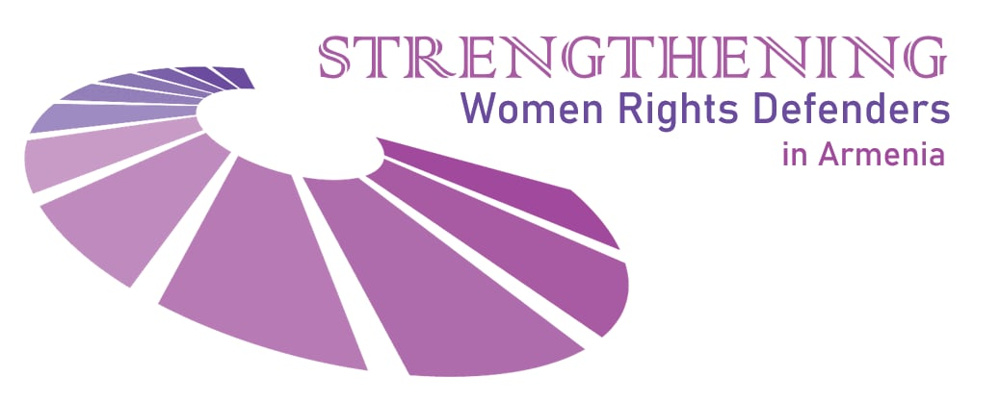 STRENGTHENING
Women Rights Defenders
in Armenia